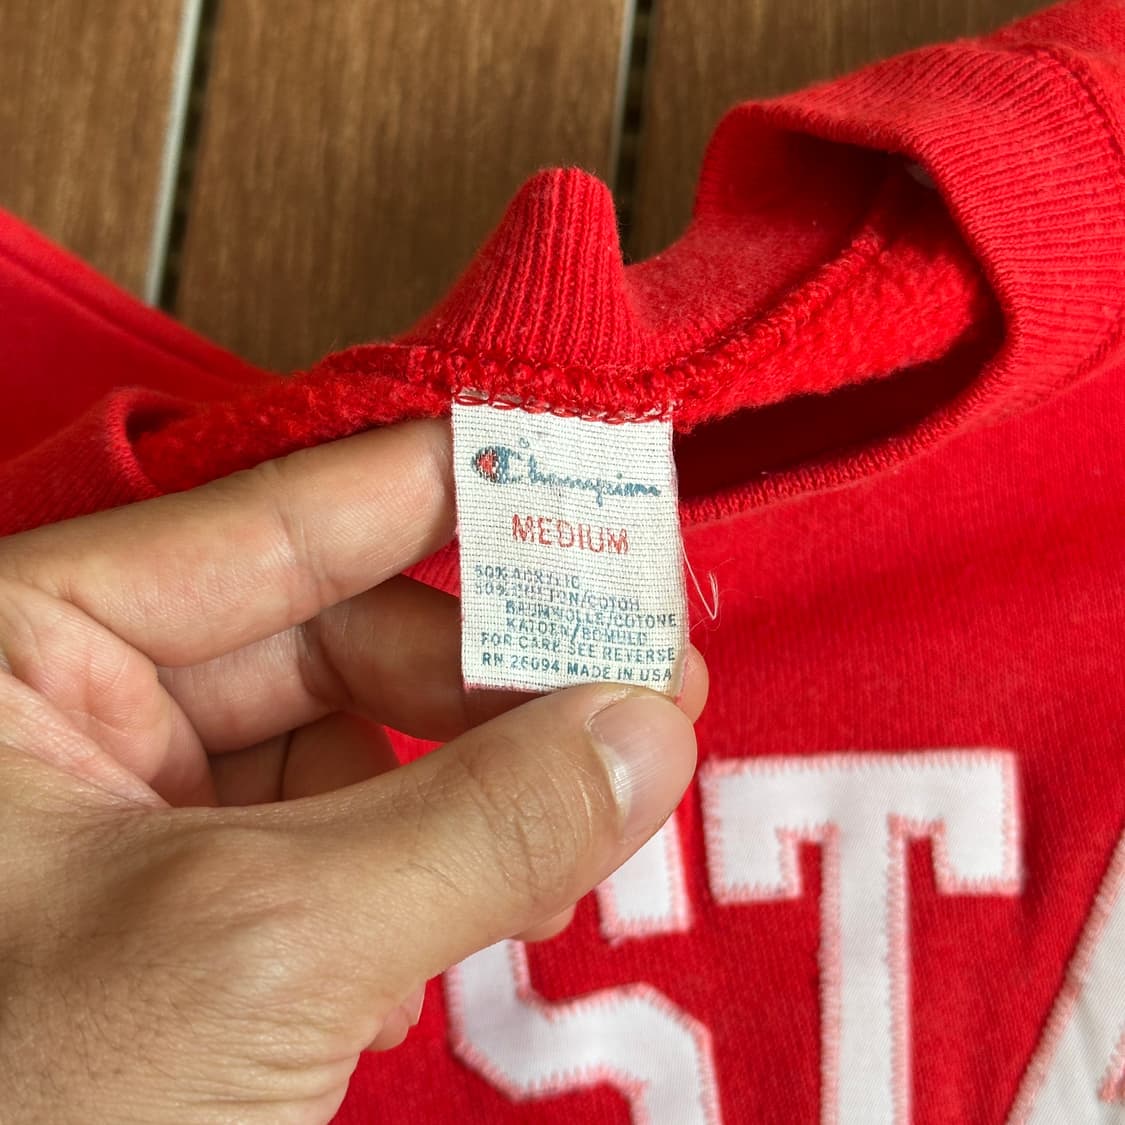 Champion
MEDIUM
50% ACRYLIC
50% COTTON/COTON
BAUMWOLLE/COTONE
KATOEN/BOMULD
FOR CARE SEE REVERSE
RN 26094 MADE IN USA
STA